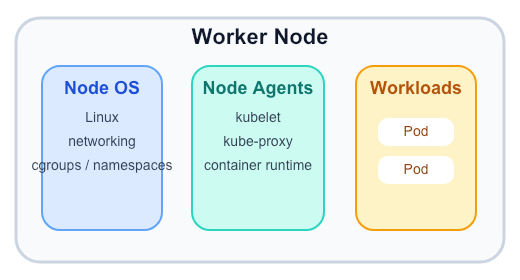 Worker Node
Node OS
Linux
networking
cgroups / namespaces
Node Agents
kubelet
kube-proxy
container runtime
Workloads
Pod
Pod